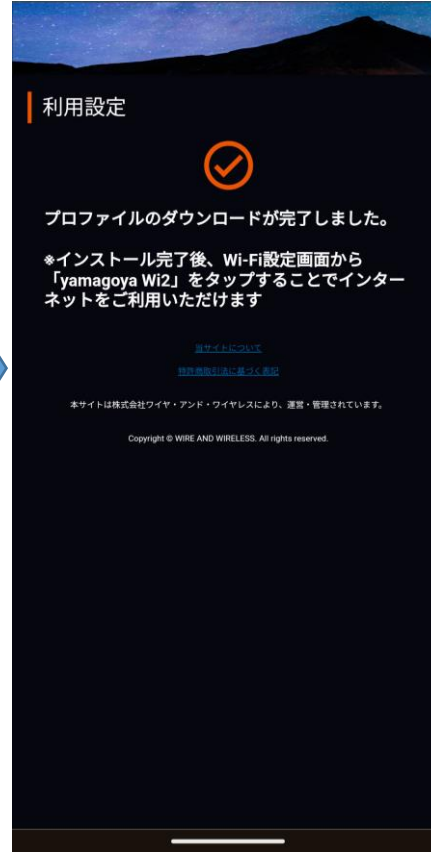 利用設定
プロファイルのダウンロードが完了しました。
※インストール完了後、Wi-Fi設定画面から
「yamagoya Wi2」をタップすることでインター
ネットをご利用いただけます
当サイトについて
特許商取引法に基づく表記
本サイトは株式会社ワイヤ・アンド・ワイヤレスにより、運営・管理されています。
Copyright © WIRE AND WIRELESS. All rights reserved.